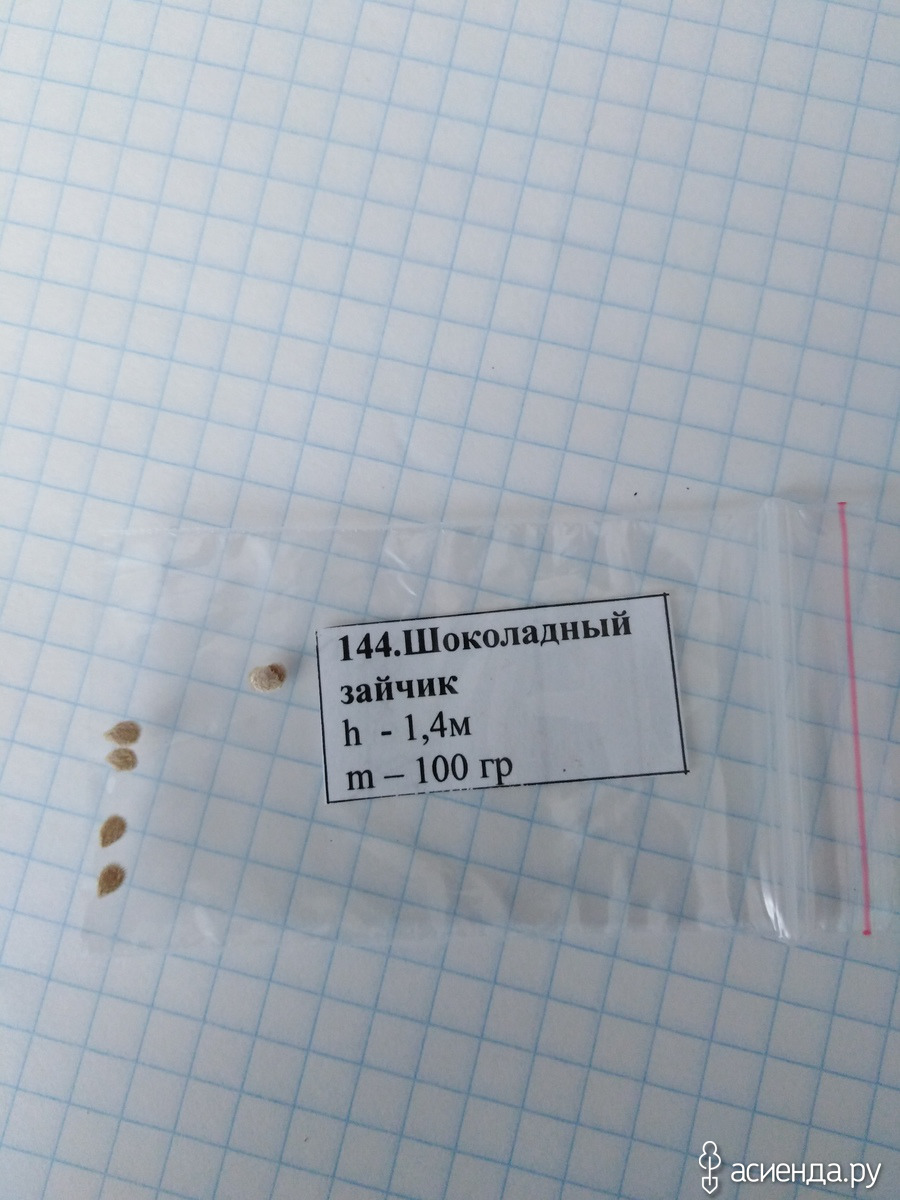 144.Шоколадный
зайчик
h - 1,4м
m – 100 гр
асиенда.ру